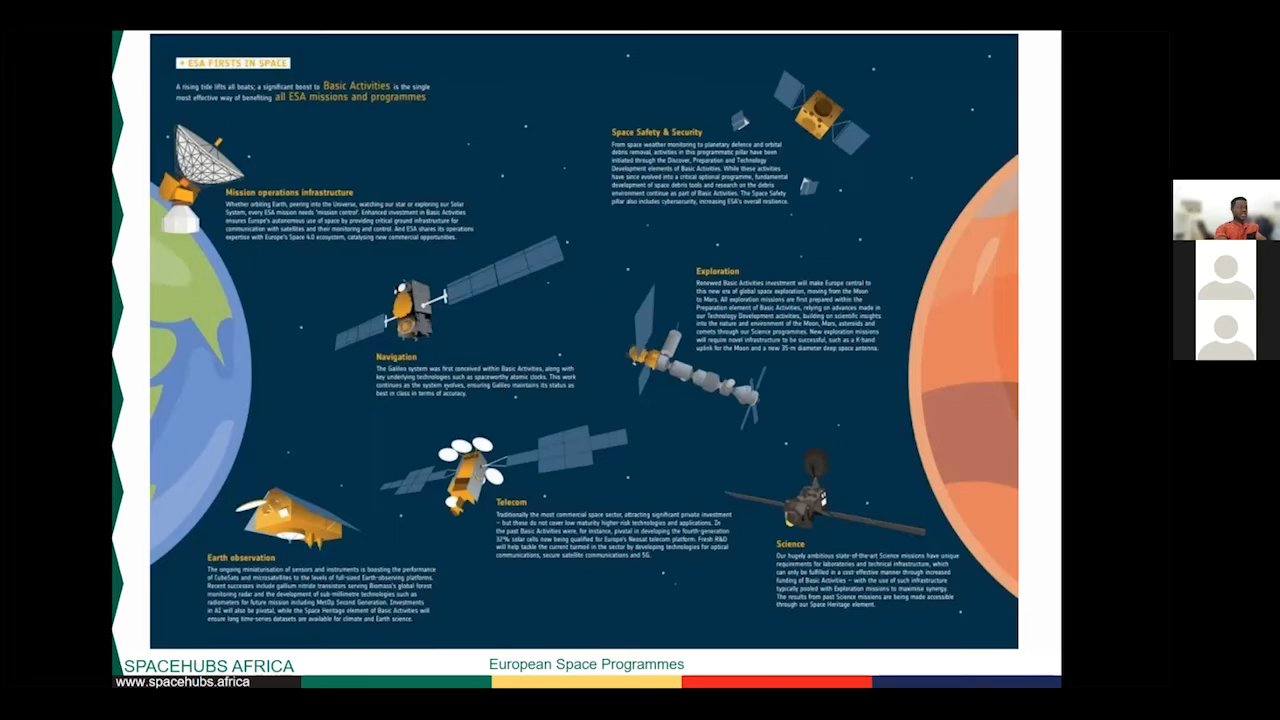 + ESA FIRSTS IN SPACE
A rising tide lifts all boats; a significant boost to Basic Activities is the single
most effective way of benefiting all ESA missions and programmes
Mission operations infrastructure
Whether orbiting Earth, peering into the Universe, watching our star or exploring our Solar
System, every ESA mission needs 'mission control'. Enhanced investment in Basic Activities
ensures Europe's autonomous use of space by providing critical ground infrastructure for
communication with satellites and their monitoring and control. And ESA shares its operations
expertise with Europe's Space 4.0 ecosystem, catalysing new commercial opportunities.
Space Safety & Security
From space weather monitoring to planetary defence and orbital
debris removal, activities in this programmatic pillar have been
initiated through the Discover, Preparation and Technology
Development elements of Basic Activities. While these activities
have since evolved into a critical optional programme, fundamental
development of space debris tools and research on the debris
environment continue as part of Basic Activities. The Space Safety
pillar also includes cybersecurity, increasing ESA's overall resilience.
Exploration
Renewed Basic Activities investment will make Europe central to
this new era of global space exploration, moving from the Moon
to Mars. All exploration missions are first prepared within the
Preparation element of Basic Activities, relying on advances made in
our Technology Development activities, building on scientific insights
into the nature and environment of the Moon, Mars, asteroids and
comets through our Science programmes. New exploration missions
will require novel infrastructure to be successful, such as a K-band
uplink for the Moon and a new 35-m diameter deep space antenna.
Navigation
The Galileo system was first conceived within Basic Activities, along with
key underlying technologies such as spaceworthy atomic clocks. This work
continues as the system evolves, ensuring Galileo maintains its status as
best in class in terms of accuracy.
Telecom
Traditionally the most commercial space sector, attracting significant private investment
– but these do not cover low maturity higher-risk technologies and applications. In
the past Basic Activities were, for instance, pivotal in developing the fourth-generation
32% solar cells now being qualified for Europe's Neosat telecom platform. Fresh R&D
will help tackle the current turmoil in the sector by developing technologies for optical
communications, secure satellite communications and 5G.
Earth observation
The ongoing miniaturisation of sensors and instruments is boosting the performance
of CubeSats and microsatellites to the levels of full-sized Earth-observing platforms.
Recent successes include gallium nitride transistors serving Biomass's global forest
monitoring radar and the development of sub-millimetre technologies such as
radiometers for future mission including MetOp Second Generation. Investments
in AI will also be pivotal, while the Space Heritage element of Basic Activities will
ensure long time-series datasets are available for climate and Earth science.
Science
Our hugely ambitious state-of-the-art Science missions have unique
requirements for laboratories and technical infrastructure, which
can only be fulfilled in a cost-effective manner through increased
funding of Basic Activities – with the use of such infrastructure
typically pooled with Exploration missions to maximise synergy.
The results from past Science missions are being made accessible
through our Space Heritage element.
SPACEHUBS AFRICA
European Space Programmes
www.spacehubs.africa